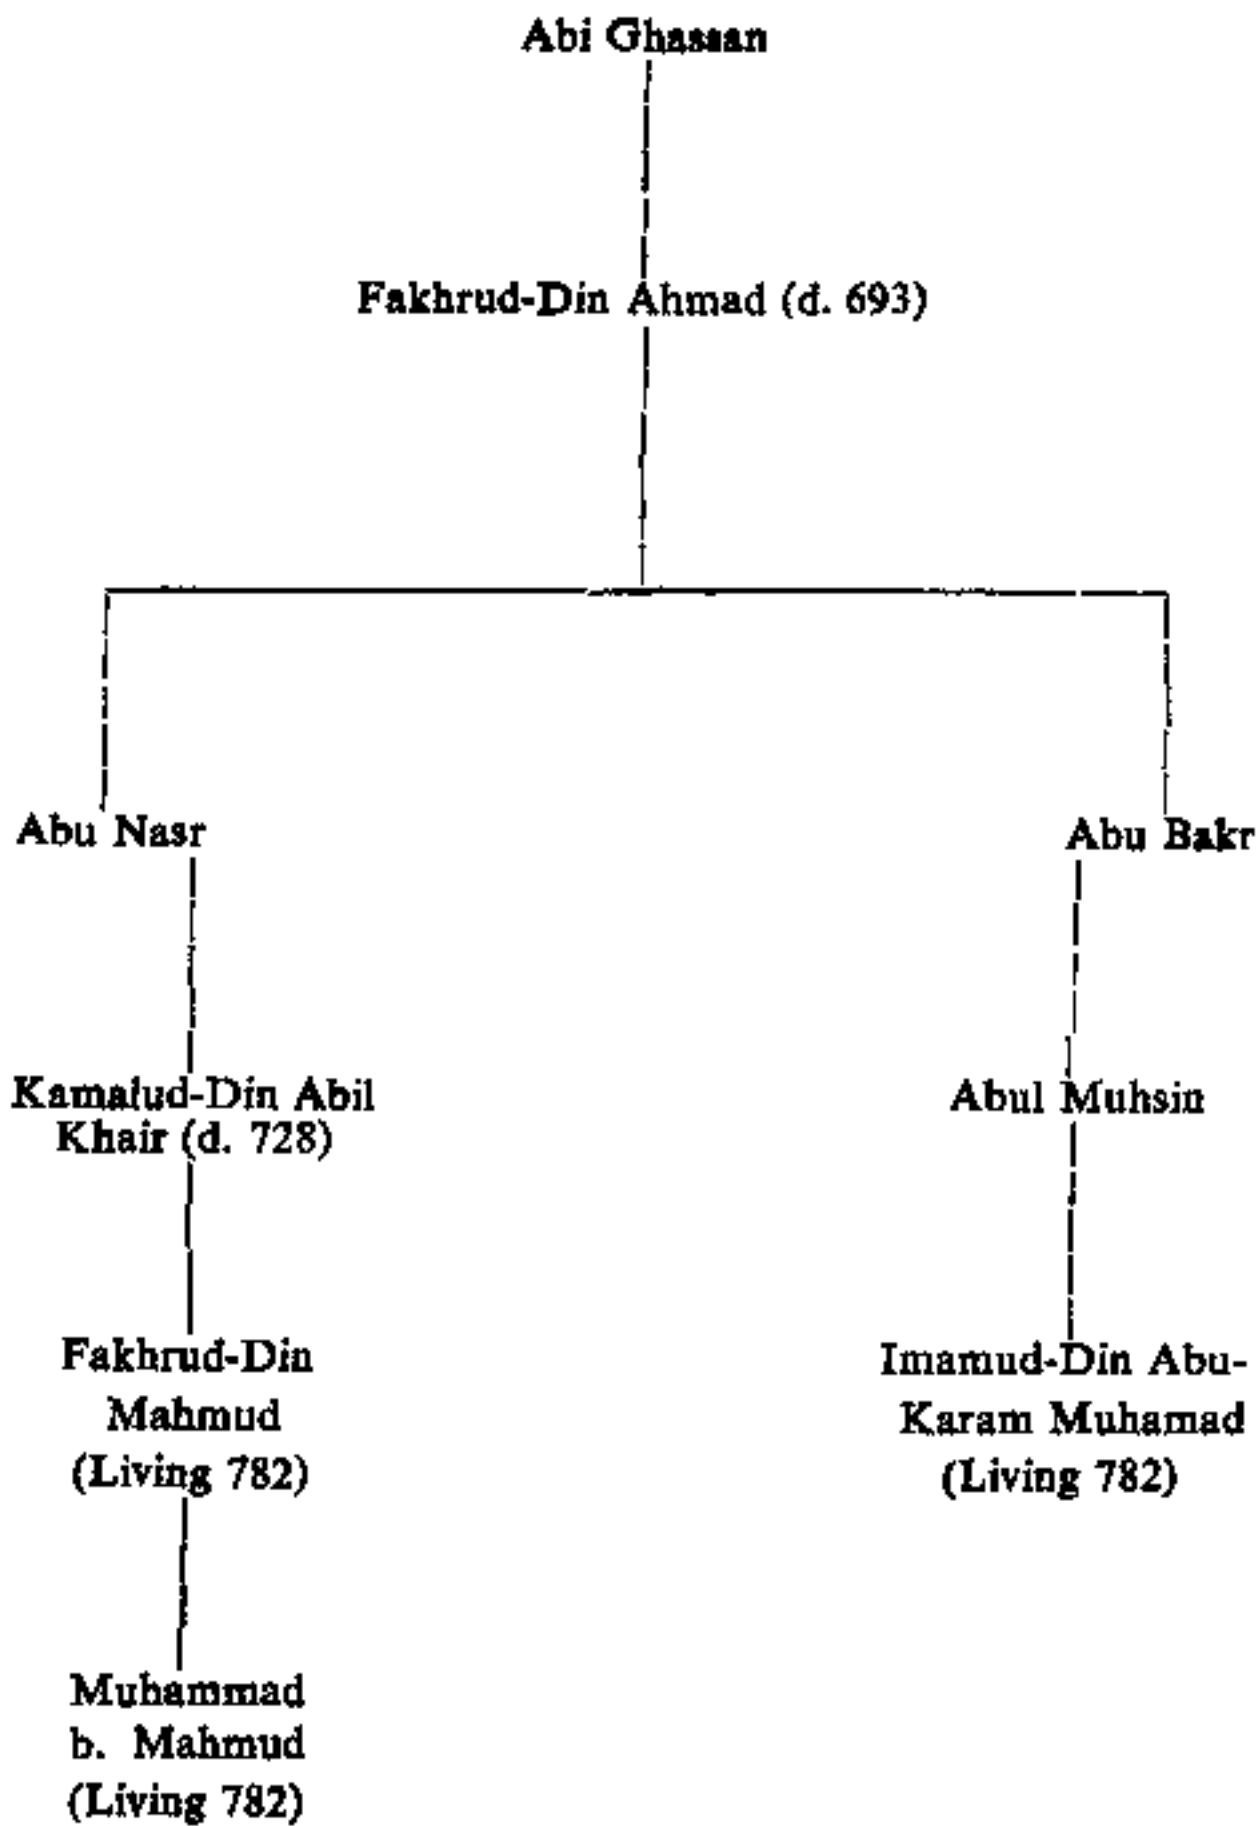 Abi Ghassan
Fakhrud-Din Ahmad (d. 693)
Abu Nasr
Abu Bakr
Kamalud-Din Abil
Khair (d. 728)
Abul Muhsin
Fakhrud-Din
Mahmud
(Living 782)
Imamud-Din Abu-
Karam Muhamad
(Living 782)
Muhammad
b. Mahmud
(Living 782)